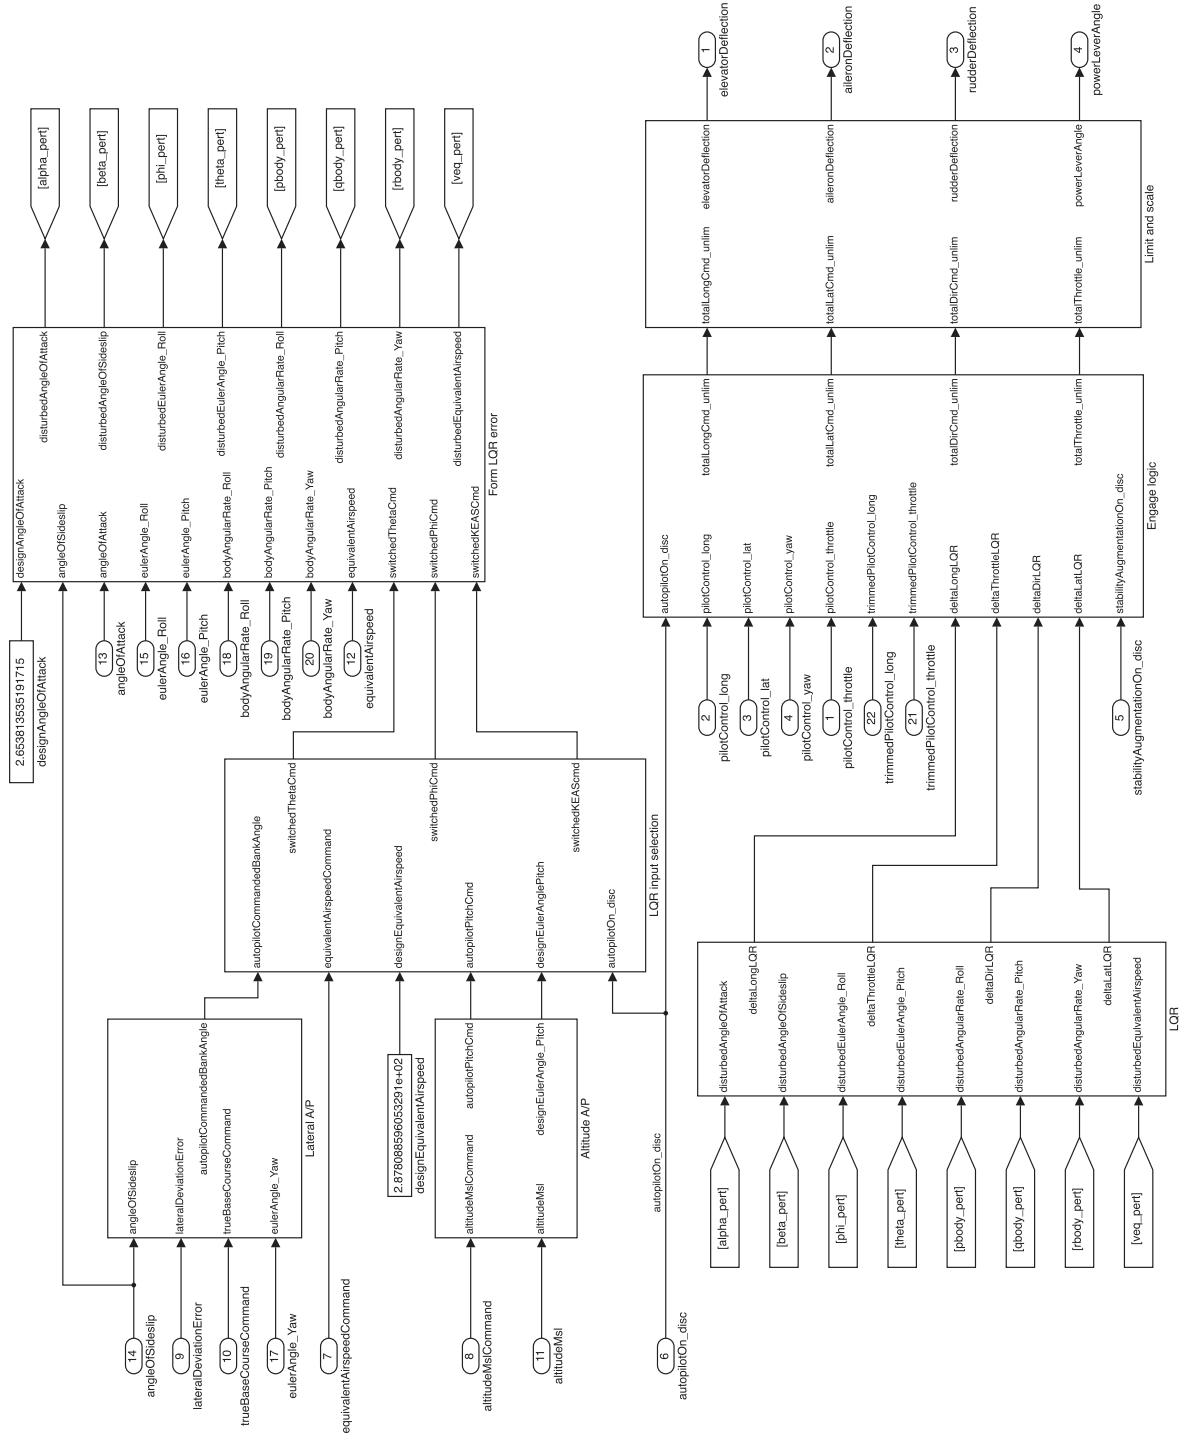 14
angleOfSideslip
9
lateralDeviationError
10
trueBaseCourseCommand
17
eulerAngle_Yaw
7
equivalentAirspeedCommand
8
altitudeMslCommand
11
altitudeMsl
6
autopilotOn_disc
angleOfSideslip
lateralDeviationError
autopilotCommandedBankAngle
trueBaseCourseCommand
eulerAngle_Yaw
Lateral A/P
2.878088596053291e+02
designEquivalentAirspeed
altitudeMslCommand
autopilotPitchCmd
altitudeMsl
designEulerAngle_Pitch
Altitude A/P
autopilotOn_disc
autopilotCommandedBankAngle
switchedThetaCmd
equivalentAirspeedCommand
designEquivalentAirspeed
switchedPhiCmd
autopilotPitchCmd
designEulerAnglePitch
switchedKEAScmd
autopilotOn_disc
LQR input selection
2.653813535191715
designAngleOfAttack
13
angleOfAttack
15
eulerAngle_Roll
16
eulerAngle_Pitch
18
bodyAngularRate_Roll
19
bodyAngularRate_Pitch
20
bodyAngularRate_Yaw
12
equivalentAirspeed
designAngleOfAttack
angleOfSideslip
angleOfAttack
eulerAngle_Roll
eulerAngle_Pitch
bodyAngularRate_Roll
bodyAngularRate_Pitch
bodyAngularRate_Yaw
equivalentAirspeed
switchedThetaCmd
switchedPhiCmd
switchedKEASCmd
disturbedAngleOfAttack
disturbedAngleOfSideslip
disturbedEulerAngle_Roll
disturbedEulerAngle_Pitch
disturbedAngularRate_Roll
disturbedAngularRate_Pitch
disturbedAngularRate_Yaw
disturbedEquivalentAirspeed
Form LQR error
[alpha_pert]
[beta_pert]
[phi_pert]
[theta_pert]
[pbody_pert]
[qbody_pert]
[rbody_pert]
[veq_pert]
[alpha_pert]
[beta_pert]
[phi_pert]
[theta_pert]
[pbody_pert]
[qbody_pert]
[rbody_pert]
[veq_pert]
disturbedAngleOfAttack
deltaLongLQR
disturbedAngleOfSideslip
disturbedEulerAngle_Roll
deltaThrottleLQR
disturbedEulerAngle_Pitch
disturbedAngularRate_Roll
deltaDirLQR
disturbedAngularRate_Pitch
disturbedAngularRate_Yaw
deltaLatLQR
disturbedEquivalentAirspeed
LQR
2
pilotControl_long
3
pilotControl_lat
4
pilotControl_yaw
1
pilotControl_throttle
22
trimmedPilotControl_long
21
trimmedPilotControl_throttle
5
stabilityAugmentationOn_disc
autopilotOn_disc
pilotControl_long
pilotControl_lat
pilotControl_yaw
pilotControl_throttle
trimmedPilotControl_long
trimmedPilotControl_throttle
deltaLongLQR
deltaThrottleLQR
deltaDirLQR
deltaLatLQR
stabilityAugmentationOn_disc
totalLongCmd_unlim
totalLatCmd_unlim
totalDirCmd_unlim
totalThrottle_unlim
Engage logic
totalLongCmd_unlim
elevatorDeflection
totalLatCmd_unlim
aileronDeflection
totalDirCmd_unlim
rudderDeflection
totalThrottle_unlim
powerLeverAngle
Limit and scale
1
elevatorDeflection
2
aileronDeflection
3
rudderDeflection
4
powerLeverAngle